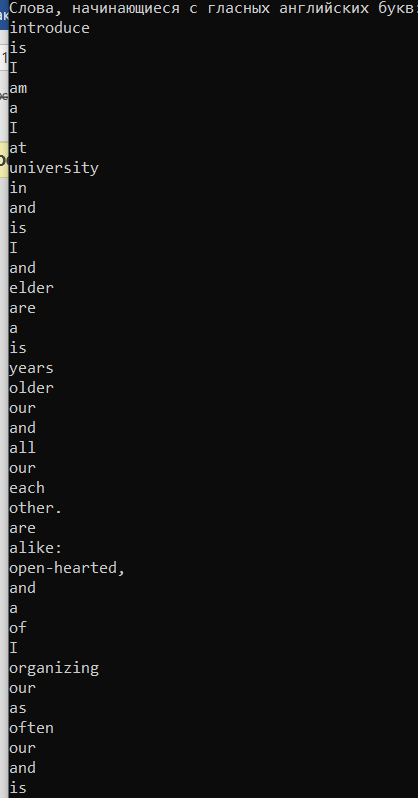 Слова, начинающиеся с гласных английских букв:
introduce
is
I
am
a
I
at
university
in
and
is
I
and
elder
are
a
is
years
older
our
and
all
our
each
other.
are
alike:
open-hearted,
and
a
of
I
organizing
our
as
often
our
and
is